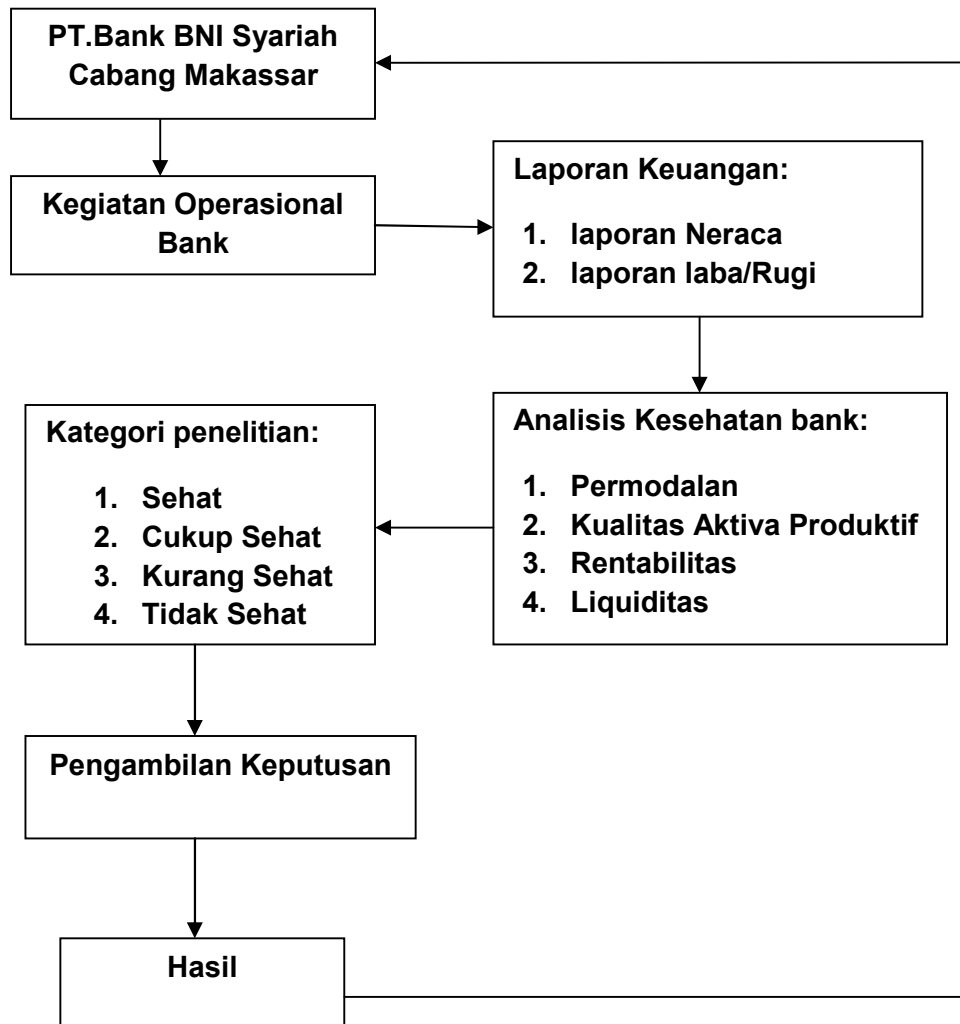 PT.Bank BNI Syariah
Cabang Makassar
Kegiatan Operasional
Bank
Laporan Keuangan:
1. laporan Neraca
2. laporan laba/Rugi
Analisis Kesehatan bank:
1. Permodalan
2. Kualitas Aktiva Produktif
3. Rentabilitas
4. Liquiditas
Kategori penelitian:
1. Sehat
2. Cukup Sehat
3. Kurang Sehat
4. Tidak Sehat
Pengambilan Keputusan
Hasil